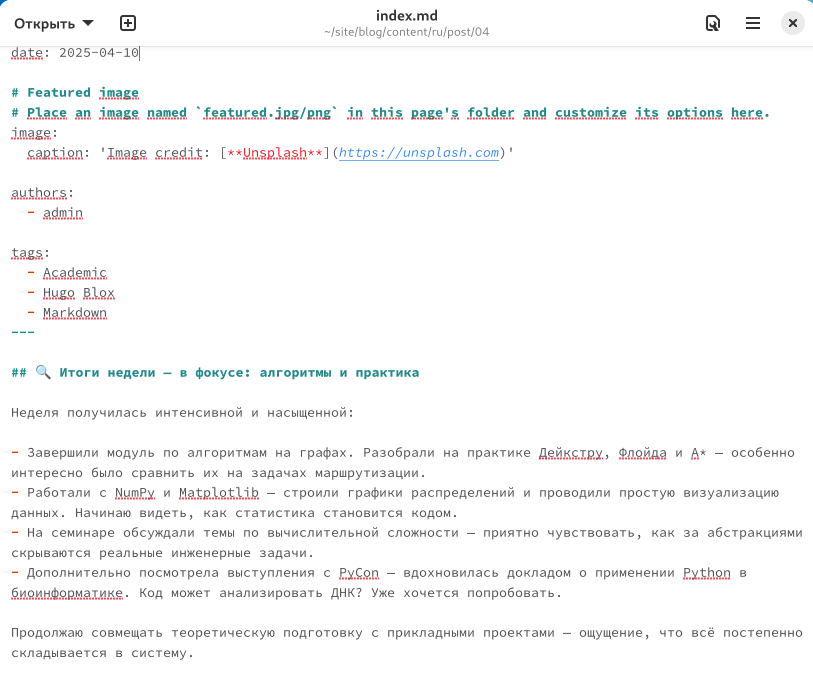 Открыть
index.md
~/site/blog/content/ru/post/04
date: 2025-04-10
# Featured image
# Place an image named `featured.jpg/png` in this page's folder and customize its options here.
image:
caption: 'Image credit: [**Unsplash**](https://unsplash.com)'
authors:
- admin
tags:
- Academic
- Hugo Blox
- Markdown
---
## 🔍 Итоги недели — в фокусе: алгоритмы и практика
Неделя получилась интенсивной и насыщенной:
- Завершили модуль по алгоритмам на графах. Разобрали на практике Дейкстру, Флойда и A* — особенно
интересно было сравнить их на задачах маршрутизации.
- Работали с NumPy и Matplotlib — строили графики распределений и проводили простую визуализацию
данных. Начинаю видеть, как статистика становится кодом.
- На семинаре обсуждали темы по вычислительной сложности — приятно чувствовать, как за абстракциями
скрываются реальные инженерные задачи.
- Дополнительно посмотрела выступления с PyCon — вдохновилась докладом о применении Python в
биоинформатике. Код может анализировать ДНК? Уже хочется попробовать.
Продолжаю совмещать теоретическую подготовку с прикладными проектами — ощущение, что всё постепенно
складывается в систему.